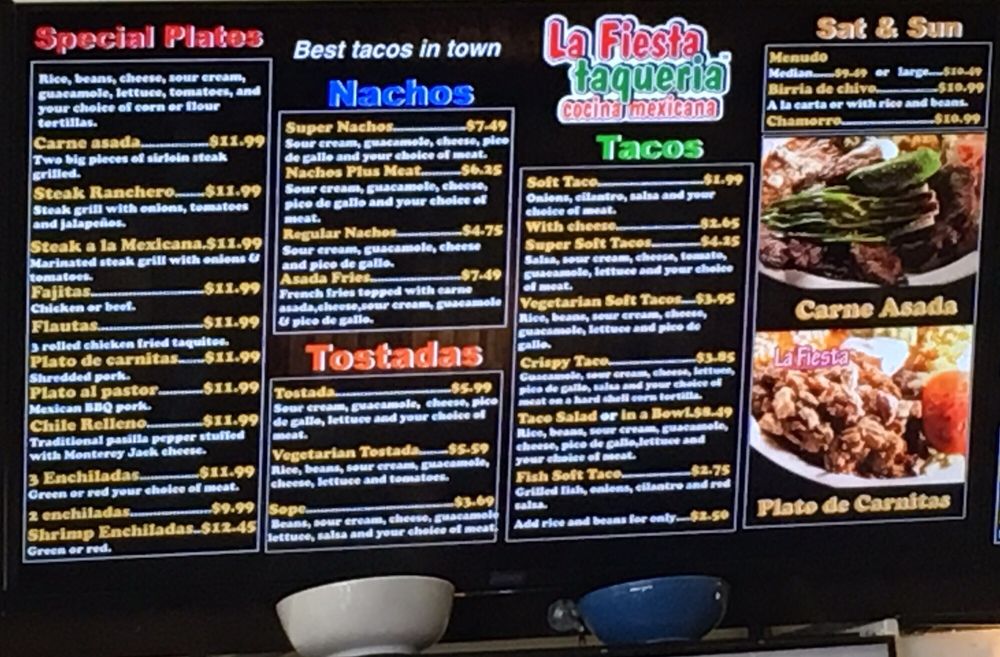 Special Plates
Rice, beans, cheese, sour cream,
guacamole, lettuce, tomatoes, and
your choice of corn or flour
tortillas.
Carne asada.................$11.99
Two big pieces of sirloin steak
grilled.
Steak Ranchero......$11.99
Steak grill with onions, tomatoes
and jalapeños.
Steak a la Mexicana.$11.99
Marinated steak grill with onions &
tomatoes.
Fajitas.......................$11.99
Chicken or beef.
Flautas.....................$11.99
3 rolled chicken fried taquitos.
Plato de carnitas...$11.99
Shredded pork.
Plato al pastor.......$11.99
Mexican BBQ pork.
Chile Relleno..........$11.99
Traditional pasilla pepper stuffed
with Monterey Jack cheese.
3 Enchiladas............$11.99
Green or red your choice of meat.
2 enchiladas................$9.99
Shrimp Enchiladas..$12.45
Green or red.
Best tacos in town
Nachos
Super Nachos..............$7.49
Sour cream, guacamole, cheese, pico
de gallo and your choice of meat.
Nachos Plus Meat........$6.25
Sour cream, guacamole, cheese,
pico de gallo and your choice of
meat.
Regular Nachos.............$4.75
Sour cream, guacamole, cheese
and pico de gallo.
Asada Fries..................$7.49
French fries topped with carne
asada,cheese,sour cream, guacamole
& pico de gallo.
Tostadas
Tostada.......................$5.99
Sour cream, guacamole, cheese, pico
de gallo, lettuce and your choice of
meat.
Vegetarian Tostada.....$5.59
Rice, beans, sour cream, guacamole,
cheese, lettuce and tomatoes.
Sope.............................$3.69
Beans, sour cream, cheese, guacamole
lettuce, salsa and your choice of meat.
La Fiesta
taqueria
cocina mexicana
Tacos
Soft Taco.....................$1.99
Onions, cilantro, salsa and your
choice of meat.
With cheese.................$2.65
Super Soft Tacos..........$4.25
Salsa, sour cream, cheese, tomato,
guacamole, lettuce and your choice
of meat.
Vegetarian Soft Tacos...$3.95
Rice, beans, sour cream, cheese,
guacamole, lettuce and pico de
gallo.
Crispy Taco..................$3.85
Guacamole, sour cream, cheese, lettuce,
pico de gallo, salsa and your choice of
meat on a hard shell corn tortilla.
Taco Salad or in a Bowl.$8.49
Rice, beans, sour cream, guacamole,
cheese, pico de gallo,lettuce and
your choice of meat.
Fish Soft Taco..............$2.75
Grilled fish, onions, cilantro and red
salsa.
Add rice and beans for only....$2.50
Sat & Sun
Menudo
Median.....$9.49 or large....$10.49
Birria de chivo..............$10.99
A la carta or with rice and beans.
Chamorro.......................$10.99
Carne Asada
La Fiesta
Plato de Carnitas